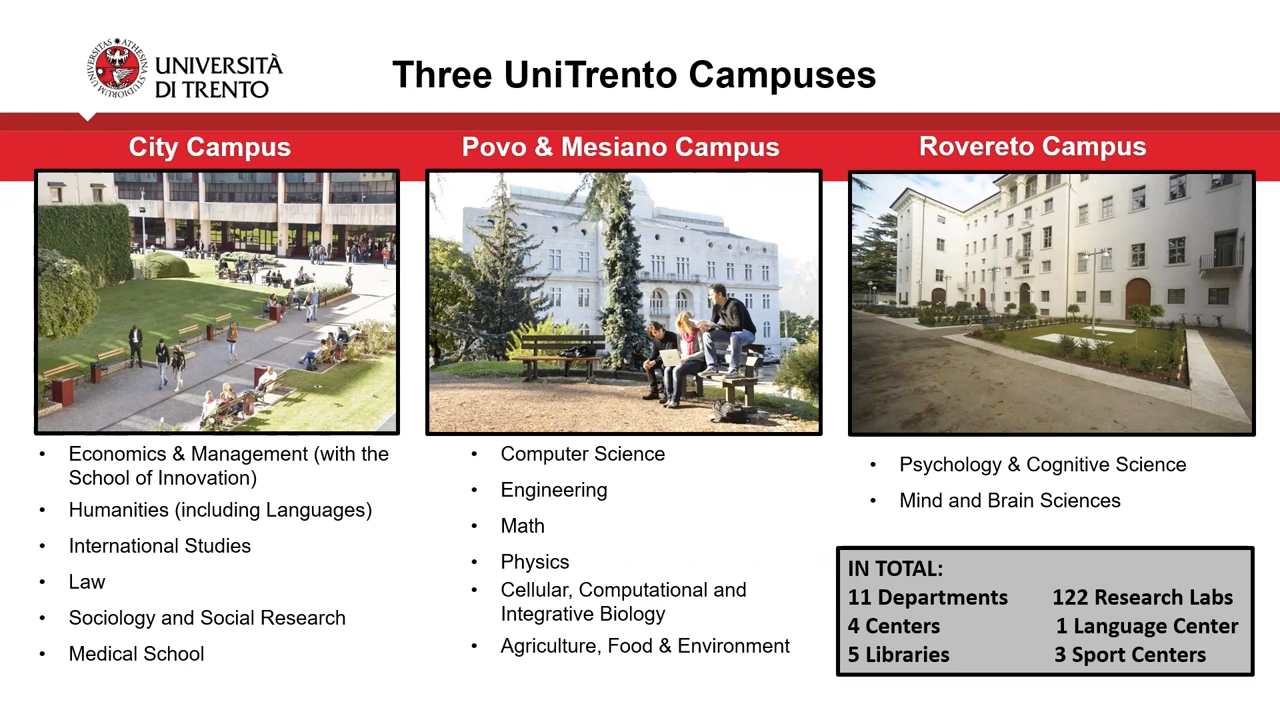 UNIVERSITAS ATHESINA STUDIORUM
UNIVERSITÀ
DI TRENTO
Three UniTrento Campuses
City Campus
Povo & Mesiano Campus
Rovereto Campus
• Economics & Management (with the
School of Innovation)
• Humanities (including Languages)
• International Studies
• Law
• Sociology and Social Research
• Medical School
• Computer Science
• Engineering
• Math
• Physics
• Cellular, Computational and
Integrative Biology
• Agriculture, Food & Environment
• Psychology & Cognitive Science
• Mind and Brain Sciences
IN TOTAL:
11 Departments 122 Research Labs
4 Centers 1 Language Center
5 Libraries 3 Sport Centers